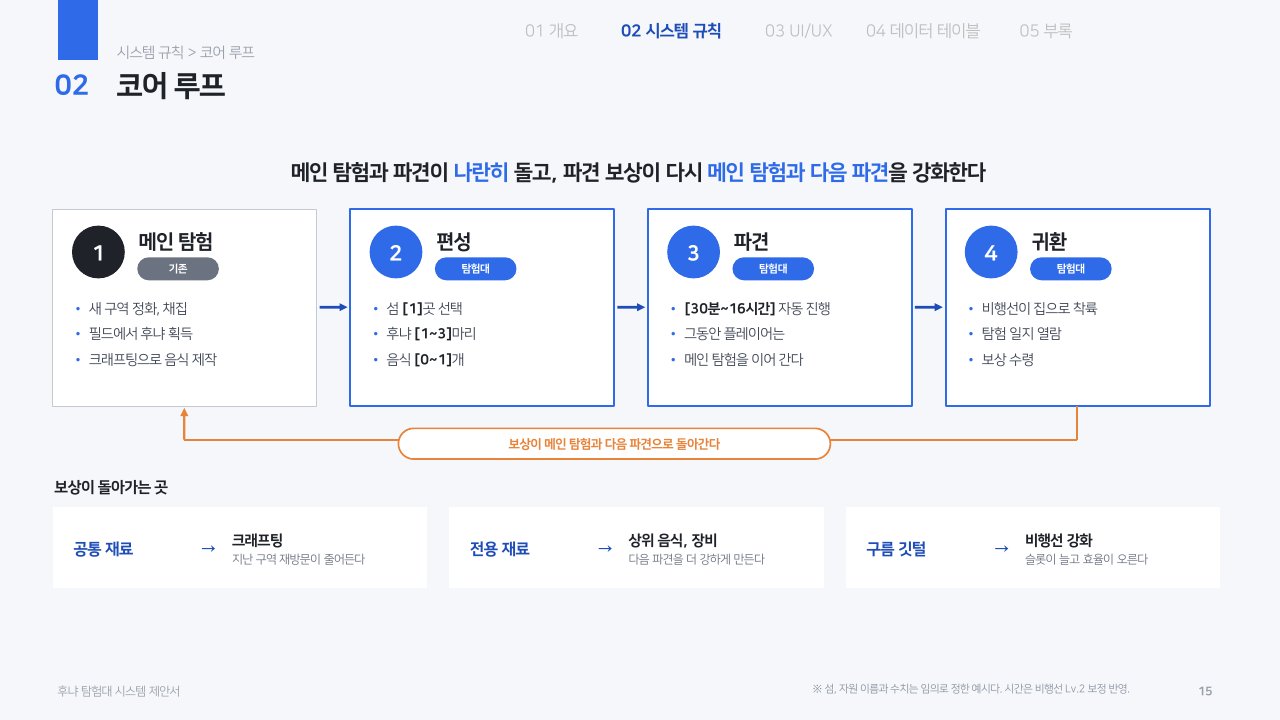 01 개요 02 시스템 규칙 03 UI/UX 04 데이터 테이블 05 부록
시스템 규칙 > 코어 루프
02 코어 루프
메인 탐험과 파견이 나란히 돌고, 파견 보상이 다시 메인 탐험과 다음 파견을 강화한다
1 메인 탐험
기존
• 새 구역 정화, 채집
• 필드에서 후냐 획득
• 크래프팅으로 음식 제작
2 편성
탐험대
• 섬 [1]곳 선택
• 후냐 [1~3]마리
• 음식 [0~1]개
3 파견
탐험대
• [30분~16시간] 자동 진행
• 그동안 플레이어는
• 메인 탐험을 이어 간다
4 귀환
탐험대
• 비행선이 집으로 착륙
• 탐험 일지 열람
• 보상 수령
보상이 메인 탐험과 다음 파견으로 돌아간다
보상이 돌아가는 곳
공통 재료 → 크래프팅
지난 구역 재방문이 줄어든다
전용 재료 → 상위 음식, 장비
다음 파견을 더 강하게 만든다
구름 깃털 → 비행선 강화
슬롯이 늘고 효율이 오른다
후냐 탐험대 시스템 제안서
※ 섬, 자원 이름과 수치는 임의로 정한 예시다. 시간은 비행선 Lv.2 보정 반영.
15